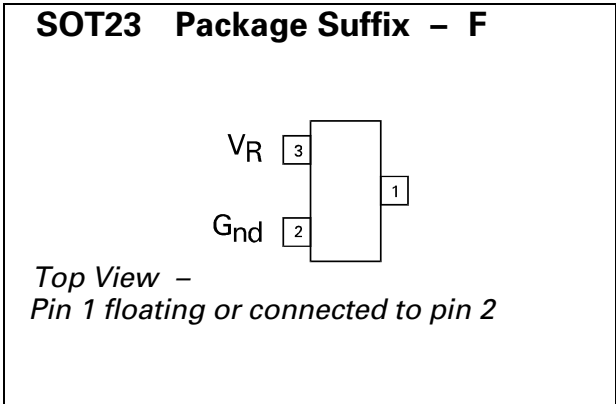 SOT23 Package Suffix – F
VR 3
1
Gnd 2
Top View –
Pin 1 floating or connected to pin 2